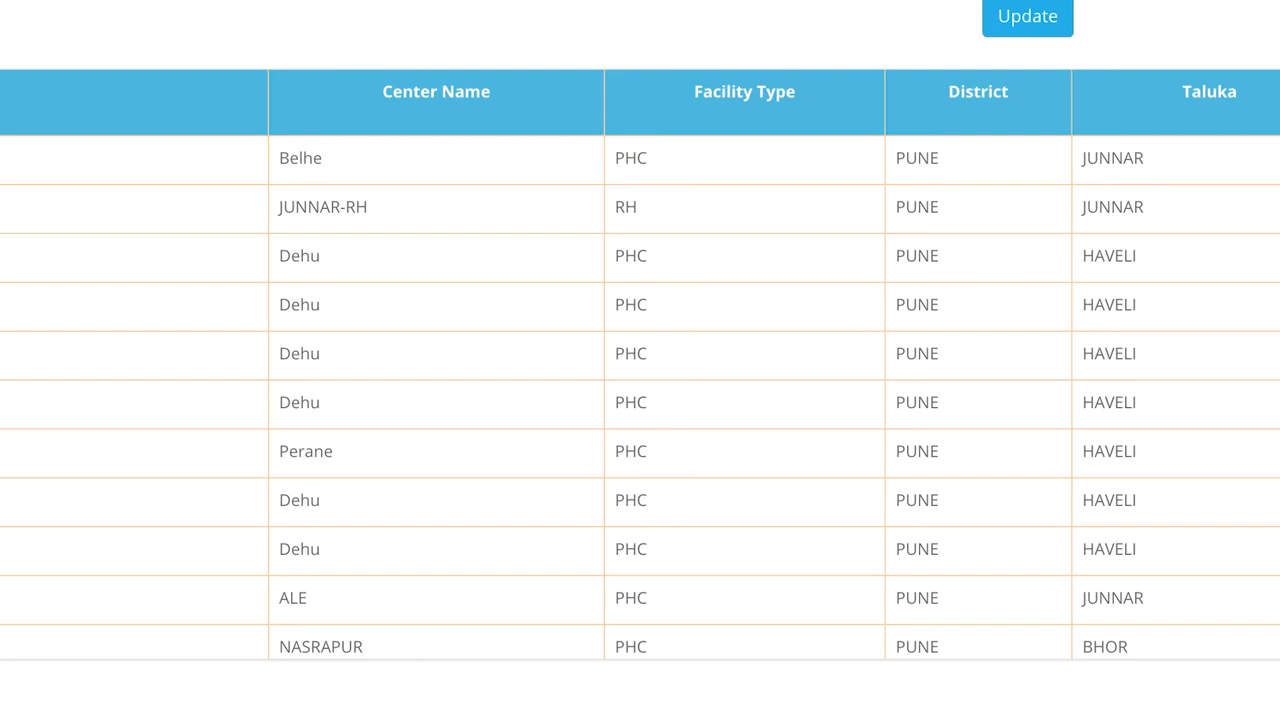 Update
Center Name Facility Type District Taluka
Belhe PHC PUNE JUNNAR
JUNNAR-RH RH PUNE JUNNAR
Dehu PHC PUNE HAVELI
Dehu PHC PUNE HAVELI
Dehu PHC PUNE HAVELI
Dehu PHC PUNE HAVELI
Perane PHC PUNE HAVELI
Dehu PHC PUNE HAVELI
Dehu PHC PUNE HAVELI
ALE PHC PUNE JUNNAR
NASRAPUR PHC PUNE BHOR